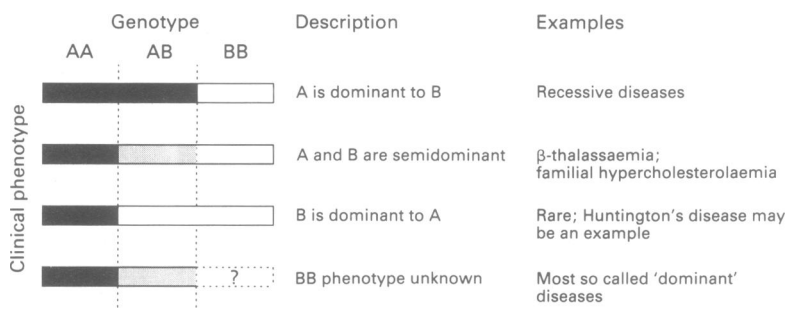 Genotype
Description
Examples
AA AB BB
A is dominant to B
Recessive diseases
A and B are semidominant
β-thalassaemia;
familial hypercholesterolaemia
B is dominant to A
Rare; Huntington's disease may
be an example
?
BB phenotype unknown
Most so called 'dominant'
diseases
Clinical phenotype